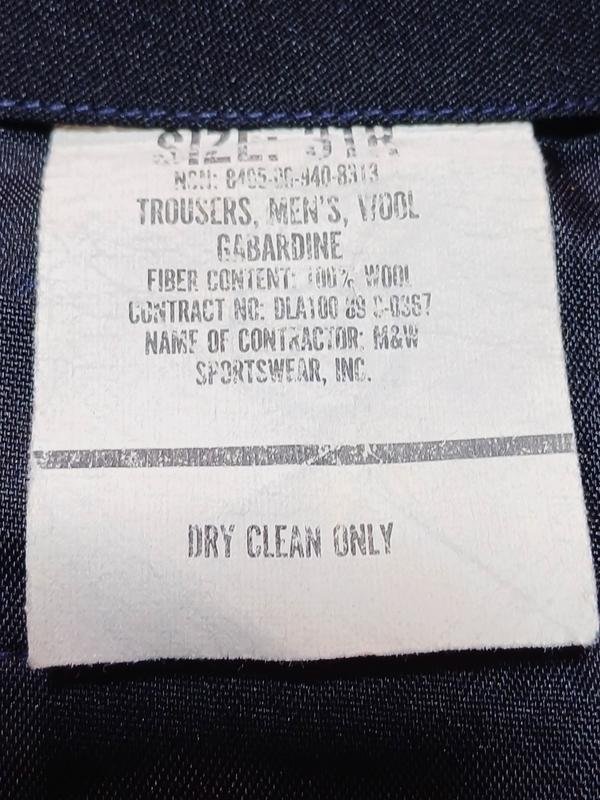 SIZE: 31R
NSN: 8405-00-940-8313
TROUSERS, MEN'S, WOOL
GABARDINE
FIBER CONTENT: 100% WOOL
CONTRACT NO: DLA100 89 C-0367
NAME OF CONTRACTOR: M&W
SPORTSWEAR, INC.
DRY CLEAN ONLY